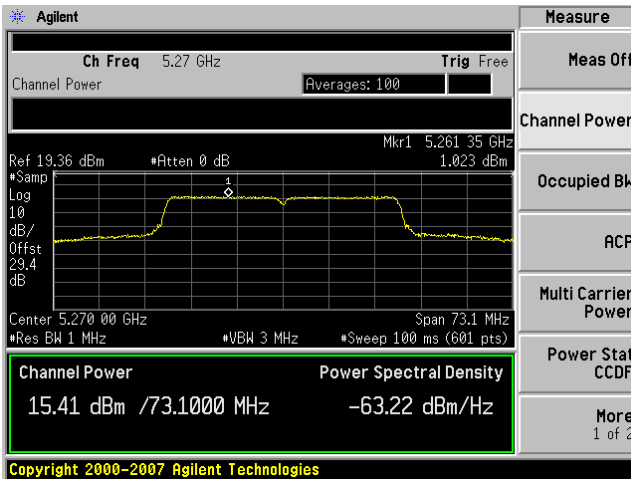 Agilent
Measure
Ch Freq 5.27 GHz Trig Free
Channel Power Averages: 100
Meas Off
Channel Power
Mkr1 5.261 35 GHz
Ref 19.36 dBm #Atten 0 dB 1.023 dBm
#Samp
Log
10
dB/
Offst
29.4
dB
1
Occupied BW
ACP
Multi Carrier
Power
Center 5.270 00 GHz Span 73.1 MHz
#Res BW 1 MHz #VBW 3 MHz #Sweep 100 ms (601 pts)
Power Stat
CCDF
Channel Power Power Spectral Density
15.41 dBm /73.1000 MHz -63.22 dBm/Hz
More
1 of 2
Copyright 2000-2007 Agilent Technologies